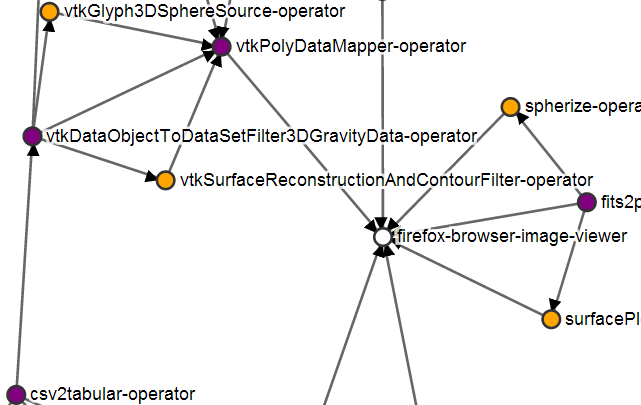 vtkGlyph3DSphereSource-operator
vtkPolyDataMapper-operator
spherize-opera
vtkDataObjectToDataSetFilter3DGravityData-operator
vtkSurfaceReconstructionAndContourFilter-operator
fits2p
firefox-browser-image-viewer
surfacePl
csv2tabular-operator